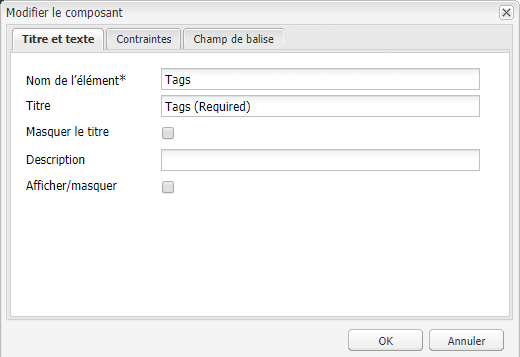 Modifier le composant
Titre et texte Contraintes Champ de balise
Nom de l'élément* Tags
Titre Tags (Required)
Masquer le titre
Description
Afficher/masquer
OK Annuler